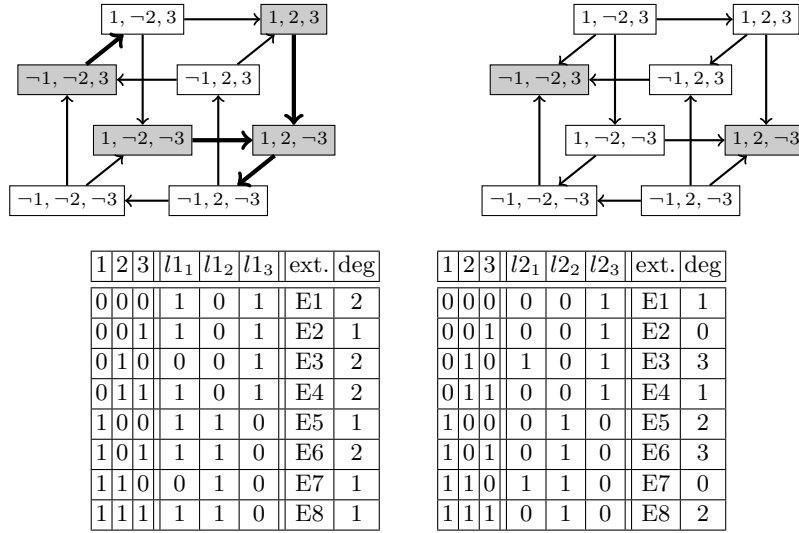 1, ¬2, 3 1, 2, 3 1, ¬2, 3 1, 2, 3
¬1, ¬2, 3 ¬1, 2, 3 ¬1, ¬2, 3 ¬1, 2, 3
1, ¬2, ¬3 1, 2, ¬3 1, ¬2, ¬3 1, 2, ¬3
¬1, ¬2, ¬3 ¬1, 2, ¬3 ¬1, ¬2, ¬3 ¬1, 2, ¬3
1 2 3 l1₁ l1₂ l1₃ ext. deg
0 0 0 1 0 1 E1 2
0 0 1 1 0 1 E2 1
0 1 0 0 0 1 E3 2
0 1 1 1 0 1 E4 2
1 0 0 1 1 0 E5 1
1 0 1 1 1 0 E6 2
1 1 0 0 1 0 E7 1
1 1 1 1 1 0 E8 1
1 2 3 l2₁ l2₂ l2₃ ext. deg
0 0 0 0 0 1 E1 1
0 0 1 0 0 1 E2 0
0 1 0 1 0 1 E3 3
0 1 1 0 0 1 E4 1
1 0 0 0 1 0 E5 2
1 0 1 0 1 0 E6 3
1 1 0 1 1 0 E7 0
1 1 1 0 1 0 E8 2